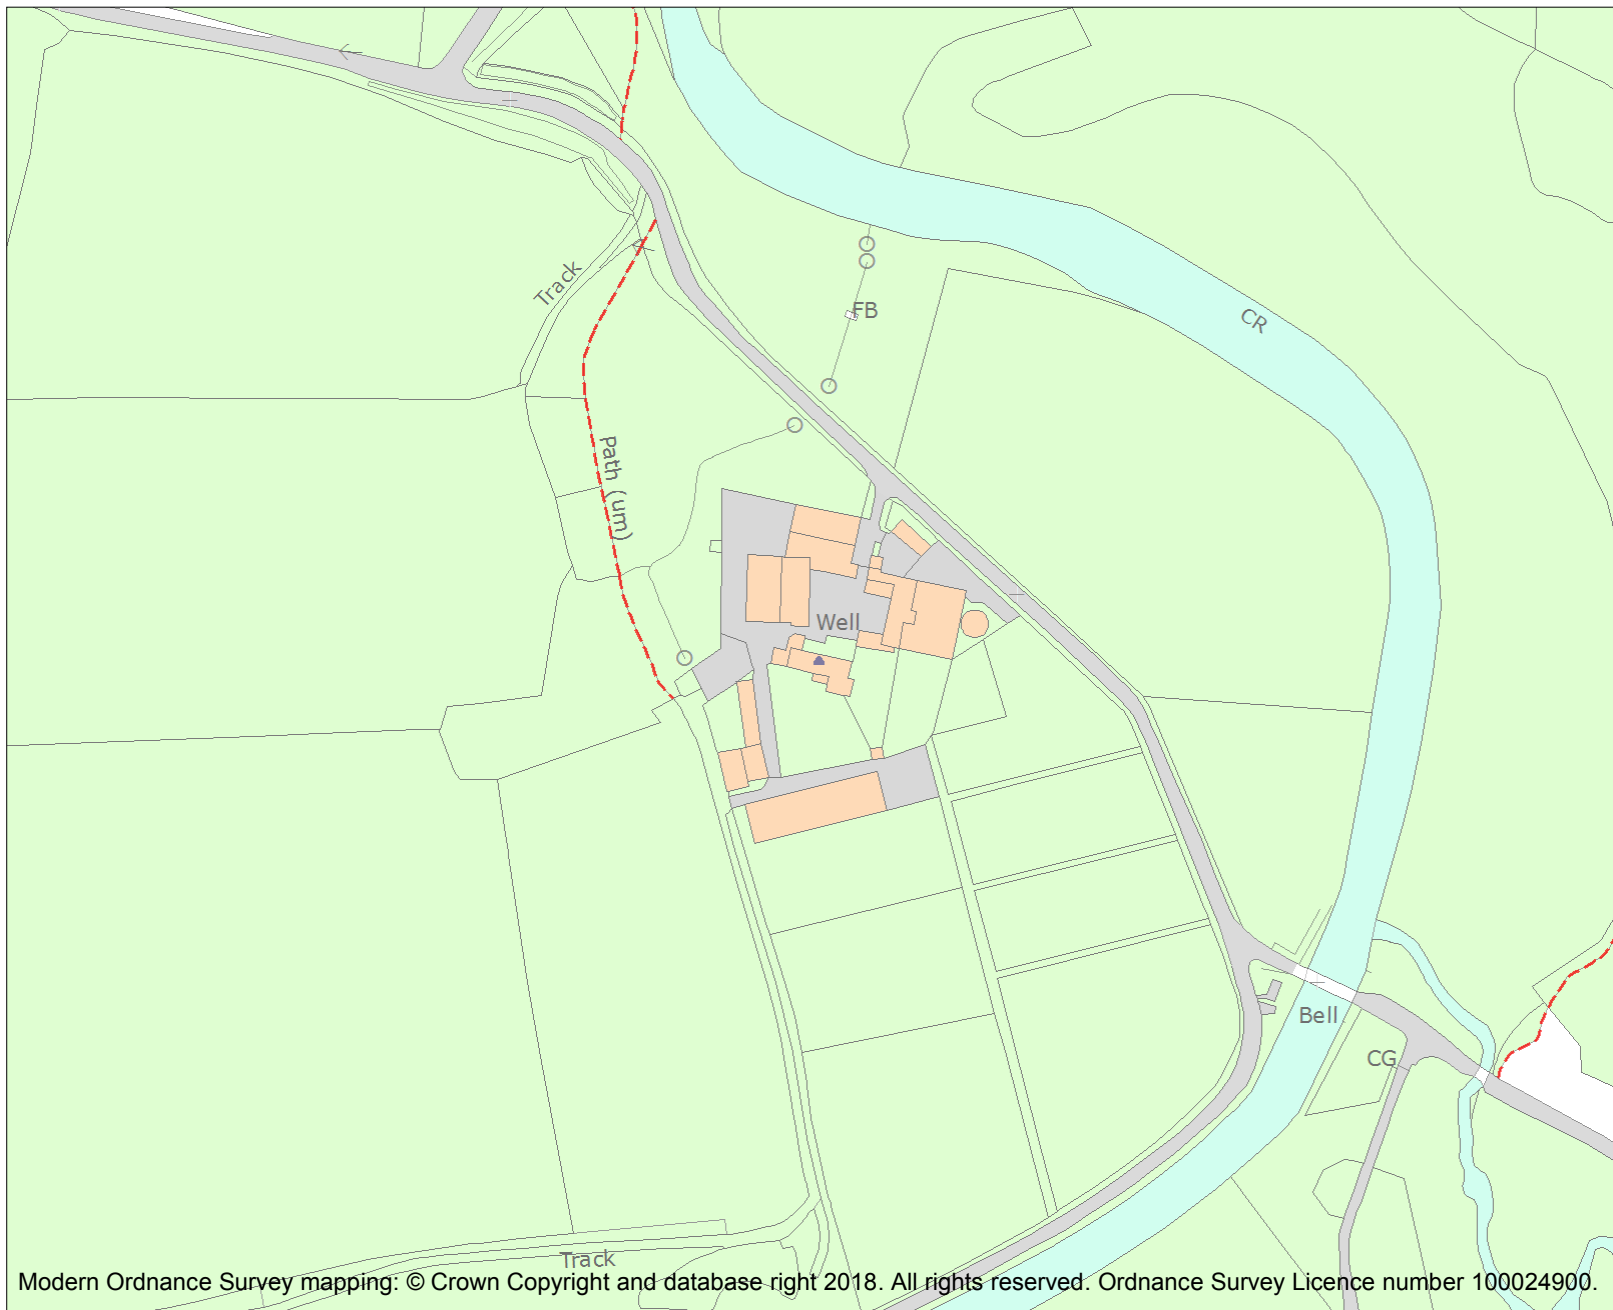 Track
FB
CR
Path (um)
Well
Bell
CG
Track
Modern Ordnance Survey mapping: © Crown Copyright and database right 2018. All rights reserved. Ordnance Survey Licence number 100024900.